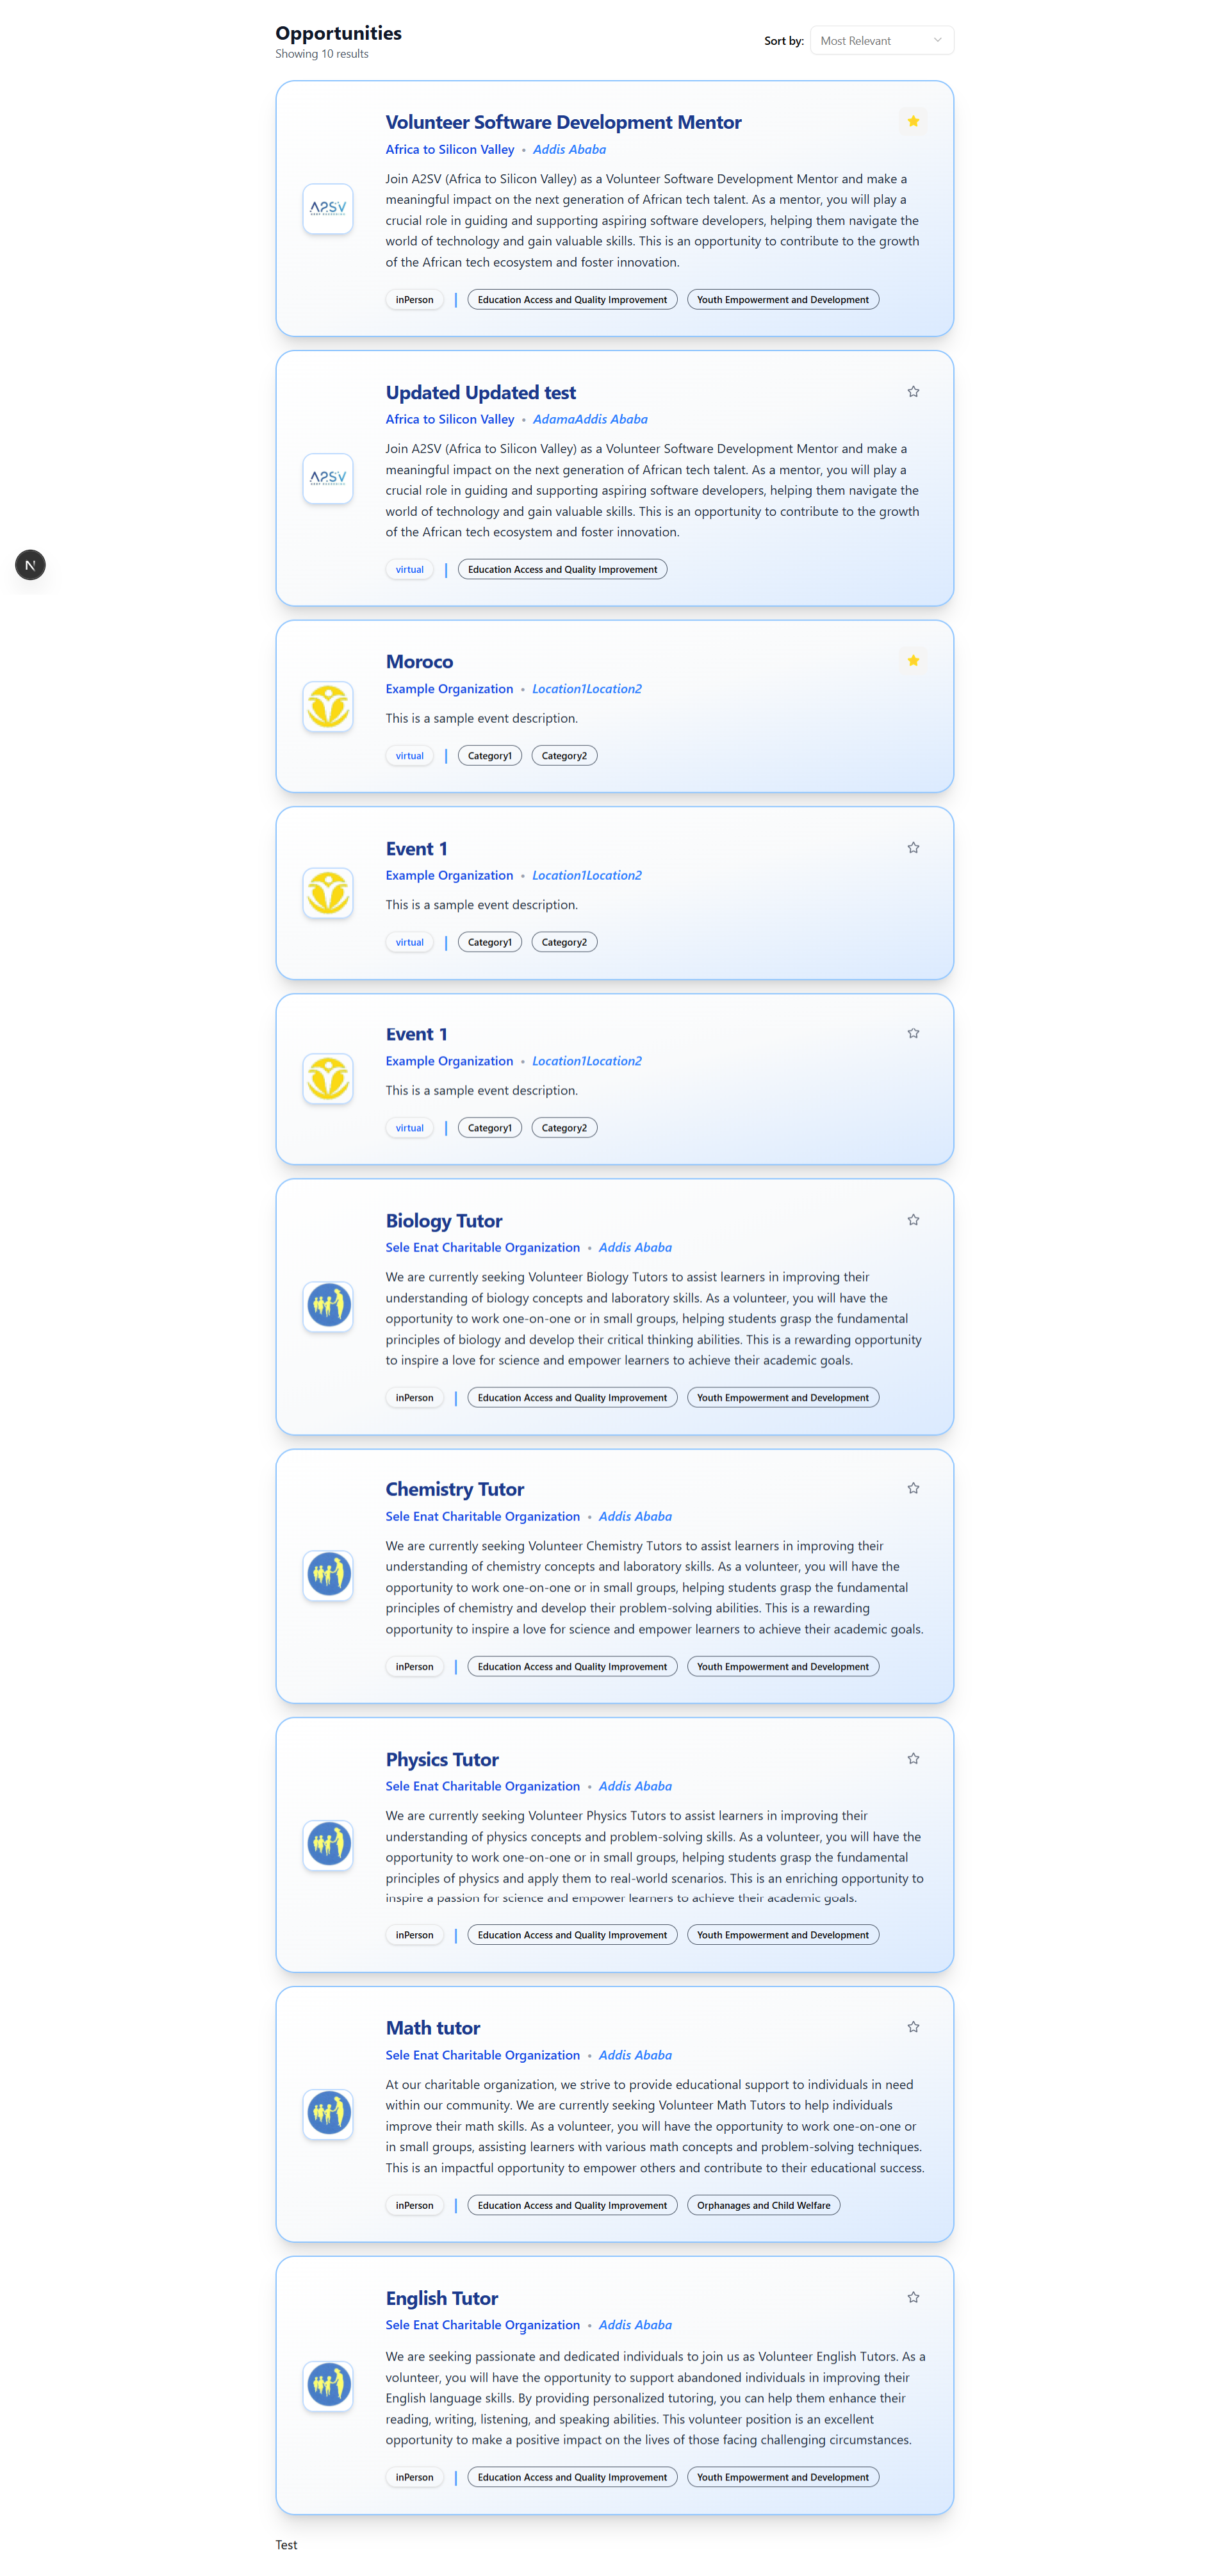 Opportunities
Showing 10 results
Sort by: Most Relevant
Volunteer Software Development Mentor
Africa to Silicon Valley • Addis Ababa
A2SV
Join A2SV (Africa to Silicon Valley) as a Volunteer Software Development Mentor and make a
meaningful impact on the next generation of African tech talent. As a mentor, you will play a
crucial role in guiding and supporting aspiring software developers, helping them navigate the
world of technology and gain valuable skills. This is an opportunity to contribute to the growth
of the African tech ecosystem and foster innovation.
inPerson | Education Access and Quality Improvement Youth Empowerment and Development
Updated Updated test
Africa to Silicon Valley • AdamaAddis Ababa
A2SV
Join A2SV (Africa to Silicon Valley) as a Volunteer Software Development Mentor and make a
meaningful impact on the next generation of African tech talent. As a mentor, you will play a
crucial role in guiding and supporting aspiring software developers, helping them navigate the
world of technology and gain valuable skills. This is an opportunity to contribute to the growth
of the African tech ecosystem and foster innovation.
N
virtual | Education Access and Quality Improvement
Moroco
Example Organization • Location1Location2
This is a sample event description.
virtual | Category1 Category2
Event 1
Example Organization • Location1Location2
This is a sample event description.
virtual | Category1 Category2
Event 1
Example Organization • Location1Location2
This is a sample event description.
virtual | Category1 Category2
Biology Tutor
Sele Enat Charitable Organization • Addis Ababa
We are currently seeking Volunteer Biology Tutors to assist learners in improving their
understanding of biology concepts and laboratory skills. As a volunteer, you will have the
opportunity to work one-on-one or in small groups, helping students grasp the fundamental
principles of biology and develop their critical thinking abilities. This is a rewarding opportunity
to inspire a love for science and empower learners to achieve their academic goals.
inPerson | Education Access and Quality Improvement Youth Empowerment and Development
Chemistry Tutor
Sele Enat Charitable Organization • Addis Ababa
We are currently seeking Volunteer Chemistry Tutors to assist learners in improving their
understanding of chemistry concepts and laboratory skills. As a volunteer, you will have the
opportunity to work one-on-one or in small groups, helping students grasp the fundamental
principles of chemistry and develop their problem-solving abilities. This is a rewarding
opportunity to inspire a love for science and empower learners to achieve their academic goals.
inPerson | Education Access and Quality Improvement Youth Empowerment and Development
Physics Tutor
Sele Enat Charitable Organization • Addis Ababa
We are currently seeking Volunteer Physics Tutors to assist learners in improving their
understanding of physics concepts and problem-solving skills. As a volunteer, you will have the
opportunity to work one-on-one or in small groups, helping students grasp the fundamental
principles of physics and apply them to real-world scenarios. This is an enriching opportunity to
inspire a passion for science and empower learners to achieve their academic goals.
inPerson | Education Access and Quality Improvement Youth Empowerment and Development
Math tutor
Sele Enat Charitable Organization • Addis Ababa
At our charitable organization, we strive to provide educational support to individuals in need
within our community. We are currently seeking Volunteer Math Tutors to help individuals
improve their math skills. As a volunteer, you will have the opportunity to work one-on-one or
in small groups, assisting learners with various math concepts and problem-solving techniques.
This is an impactful opportunity to empower others and contribute to their educational success.
inPerson | Education Access and Quality Improvement Orphanages and Child Welfare
English Tutor
Sele Enat Charitable Organization • Addis Ababa
We are seeking passionate and dedicated individuals to join us as Volunteer English Tutors. As a
volunteer, you will have the opportunity to support abandoned individuals in improving their
English language skills. By providing personalized tutoring, you can help them enhance their
reading, writing, listening, and speaking abilities. This volunteer position is an excellent
opportunity to make a positive impact on the lives of those facing challenging circumstances.
inPerson | Education Access and Quality Improvement Youth Empowerment and Development
Test